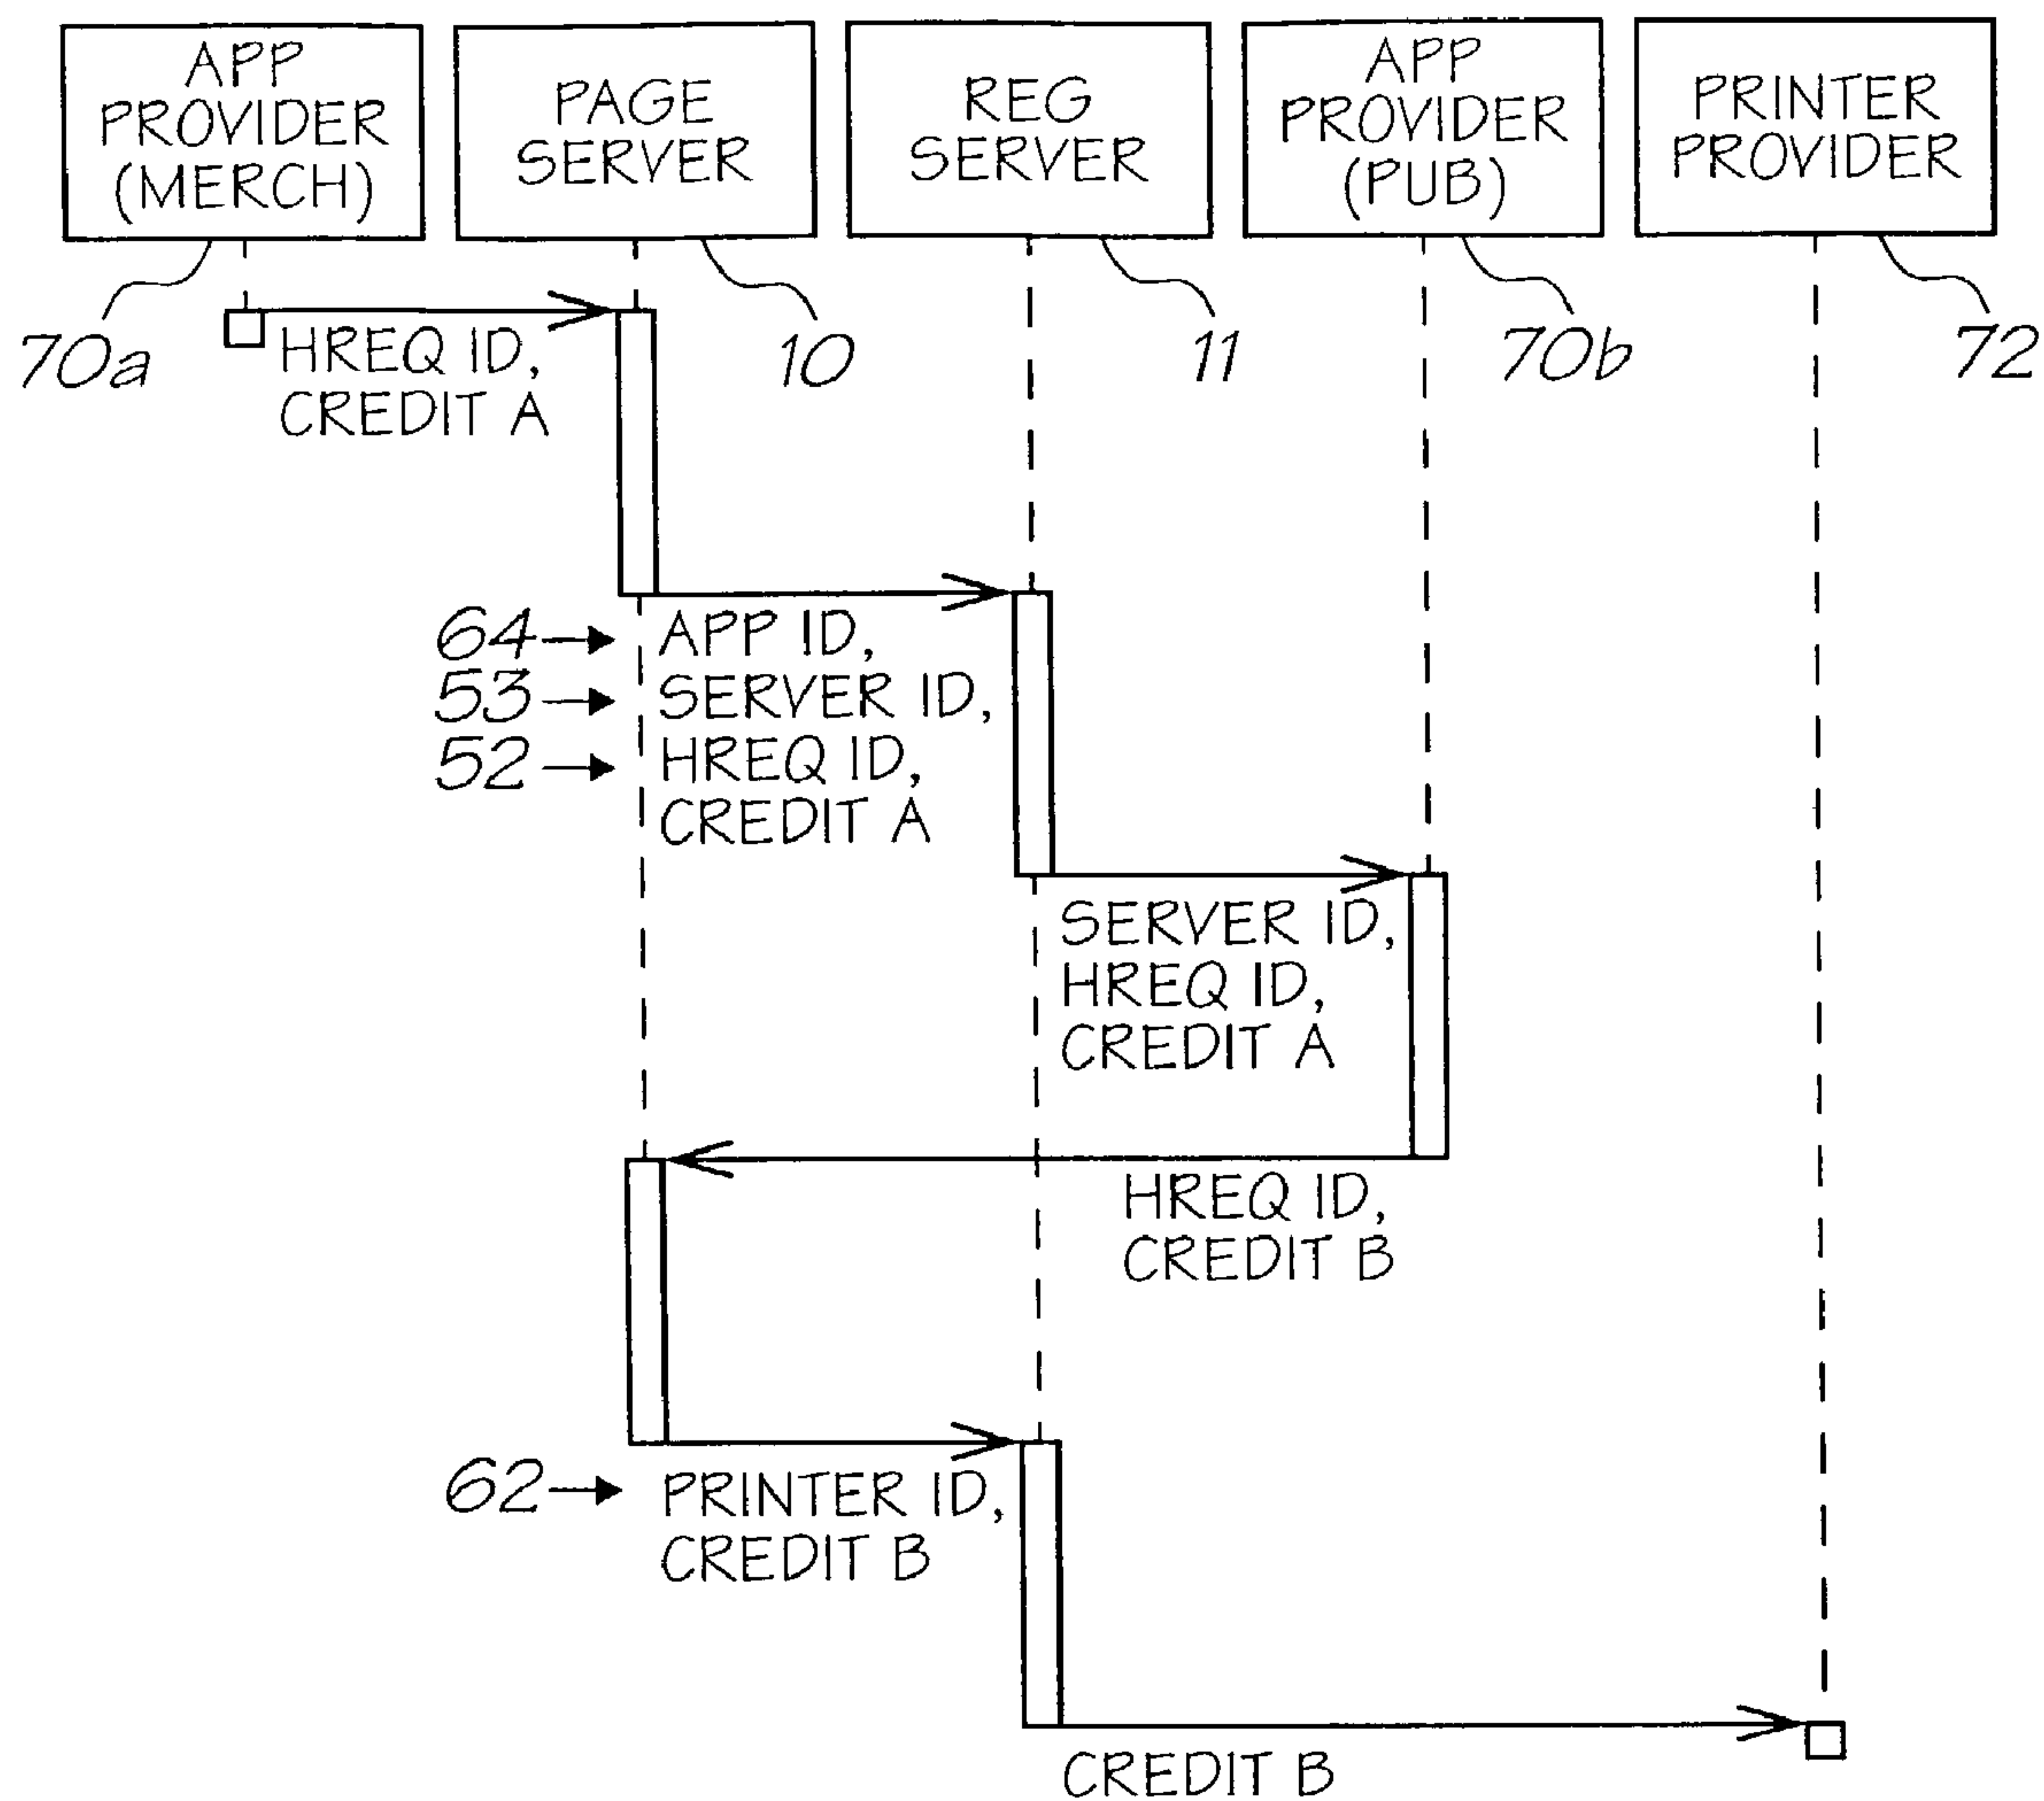 APP
PROVIDER
(MERCH)
PAGE
SERVER
REG
SERVER
APP
PROVIDER
(PUB)
PRINTER
PROVIDER
70a
10
11
70b
72
HREQ ID,
CREDIT A
64
APP ID,
53
SERVER ID,
52
HREQ ID,
CREDIT A
SERVER ID,
HREQ ID,
CREDIT A
HREQ ID,
CREDIT B
62
PRINTER ID,
CREDIT B
CREDIT B